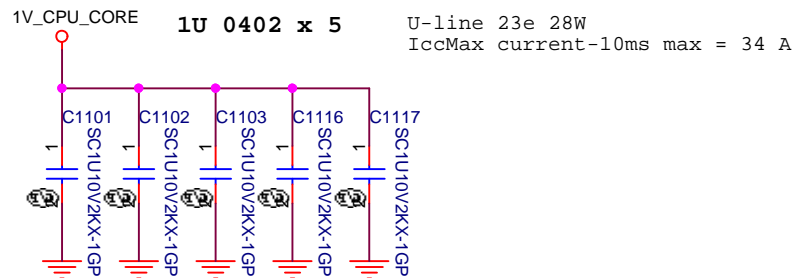 1V_CPU_CORE
1U 0402 x 5
U-line 23e 28W
IccMax current-10ms max = 34 A
C1101
C1102
C1103
C1116
C1117
1
1
1
1
1
SC1U10V2KX-1GP
SC1U10V2KX-1GP
SC1U10V2KX-1GP
SC1U10V2KX-1GP
SC1U10V2KX-1GP